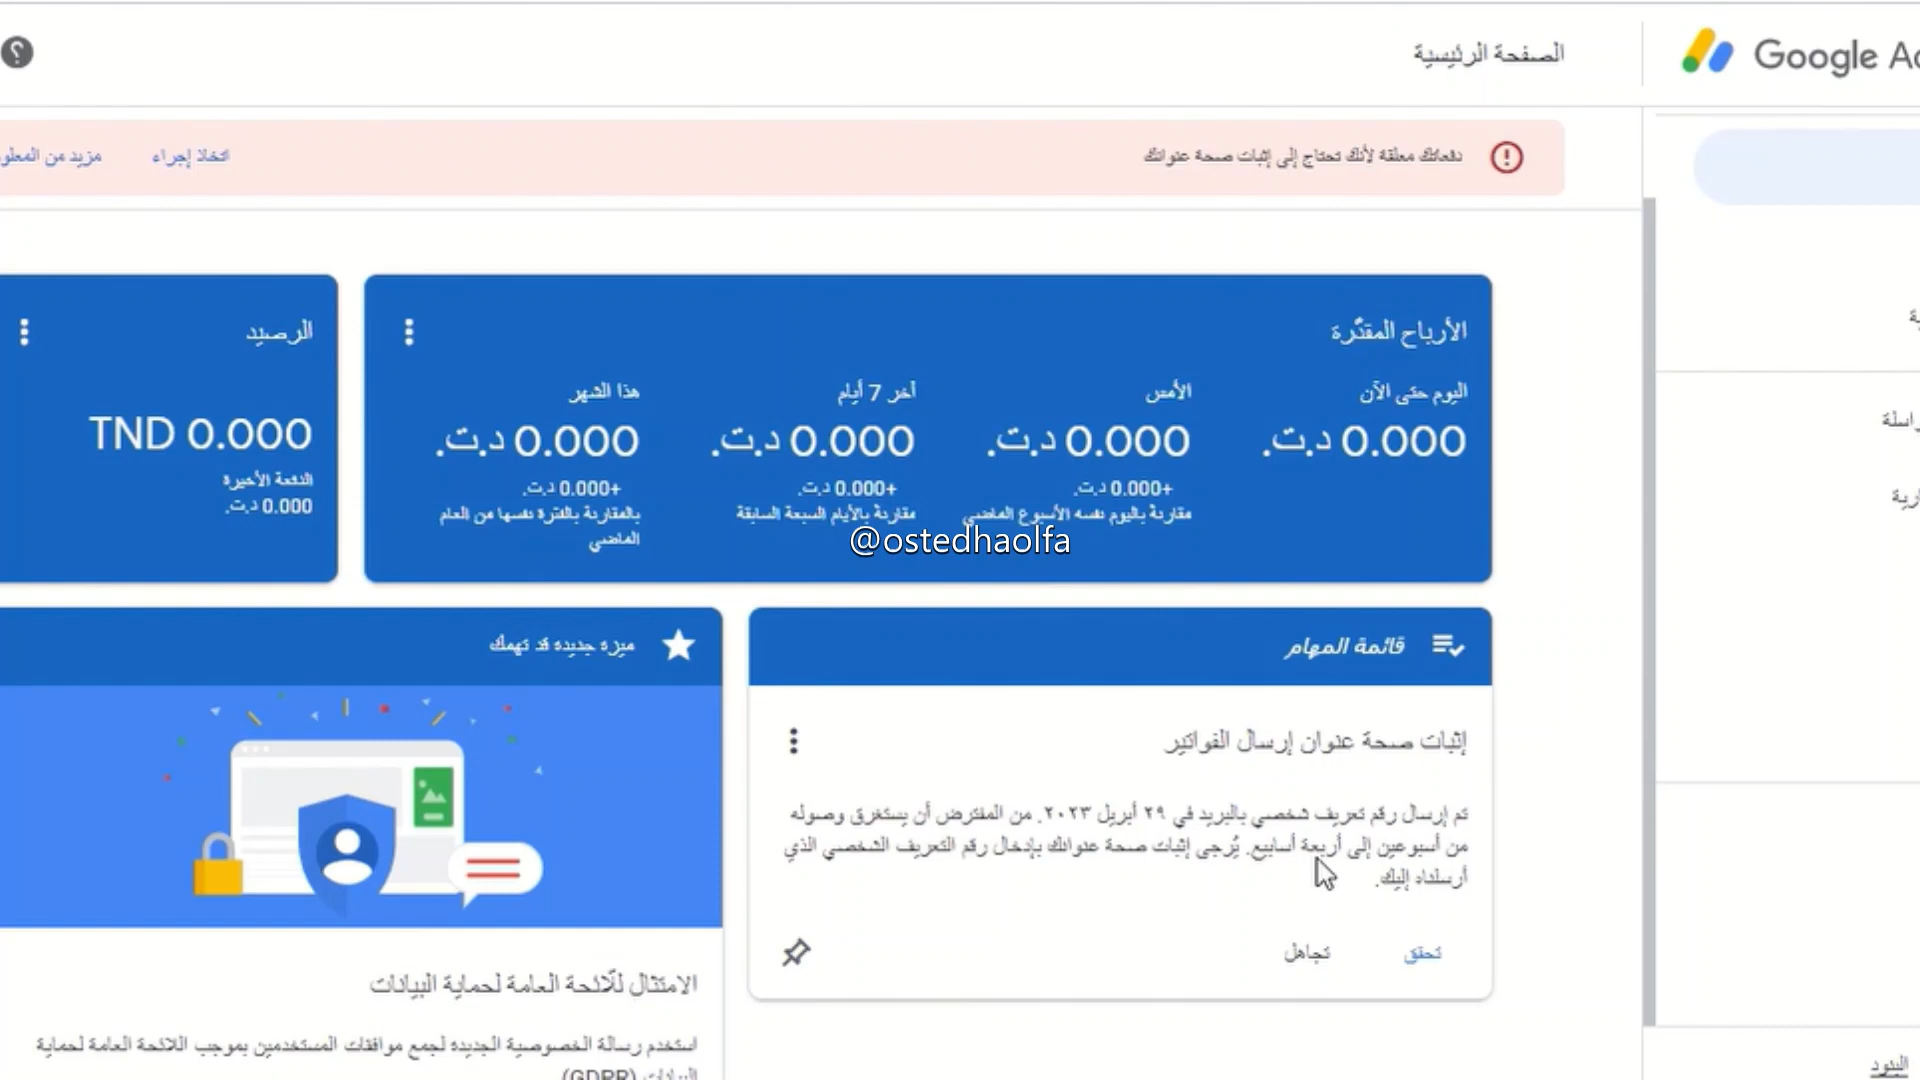 Google
الصفحة الرئيسية
دفعاتك معلقة لأنك تحتاج إلى إثبات صحة عنوانك
اتخاذ إجراء
مزيد من
الأرباح المقدّرة
اليوم حتى الآن
0.000 د.ت.
الأمس
0.000 د.ت.
+0.000 د.ت.
مقارنةً باليوم نفسه الأسبوع الماضي
آخر 7 أيام
0.000 د.ت.
+0.000 د.ت.
مقارنةً بالأيام السبعة السابقة
هذا الشهر
0.000 د.ت.
+0.000 د.ت.
بالمقارنة بالفترة نفسها من العام
الماضي
الرصيد
TND 0.000
الدفعة الأخيرة
0.000 د.ت.
@ostedhaolfa
قائمة المهام
إثبات صحة عنوان إرسال الفواتير
تم إرسال رقم تعريف شخصي بالبريد في ٢٩ أبريل ٢٠٢٣. من المفترض أن يستغرق وصوله
من أسبوعين إلى أربعة أسابيع. يُرجى إثبات صحة عنوانك بإدخال رقم التعريف الشخصي الذي
أرسلناه إليك.
تحقق
تجاهل
ميزة جديدة قد تهمك
الامتثال للّائحة العامة لحماية البيانات
استخدم رسالة الخصوصية الجديدة لجمع موافقات المستخدمين بموجب اللائحة العامة لحماية
البيانات (GDPR)
البنود